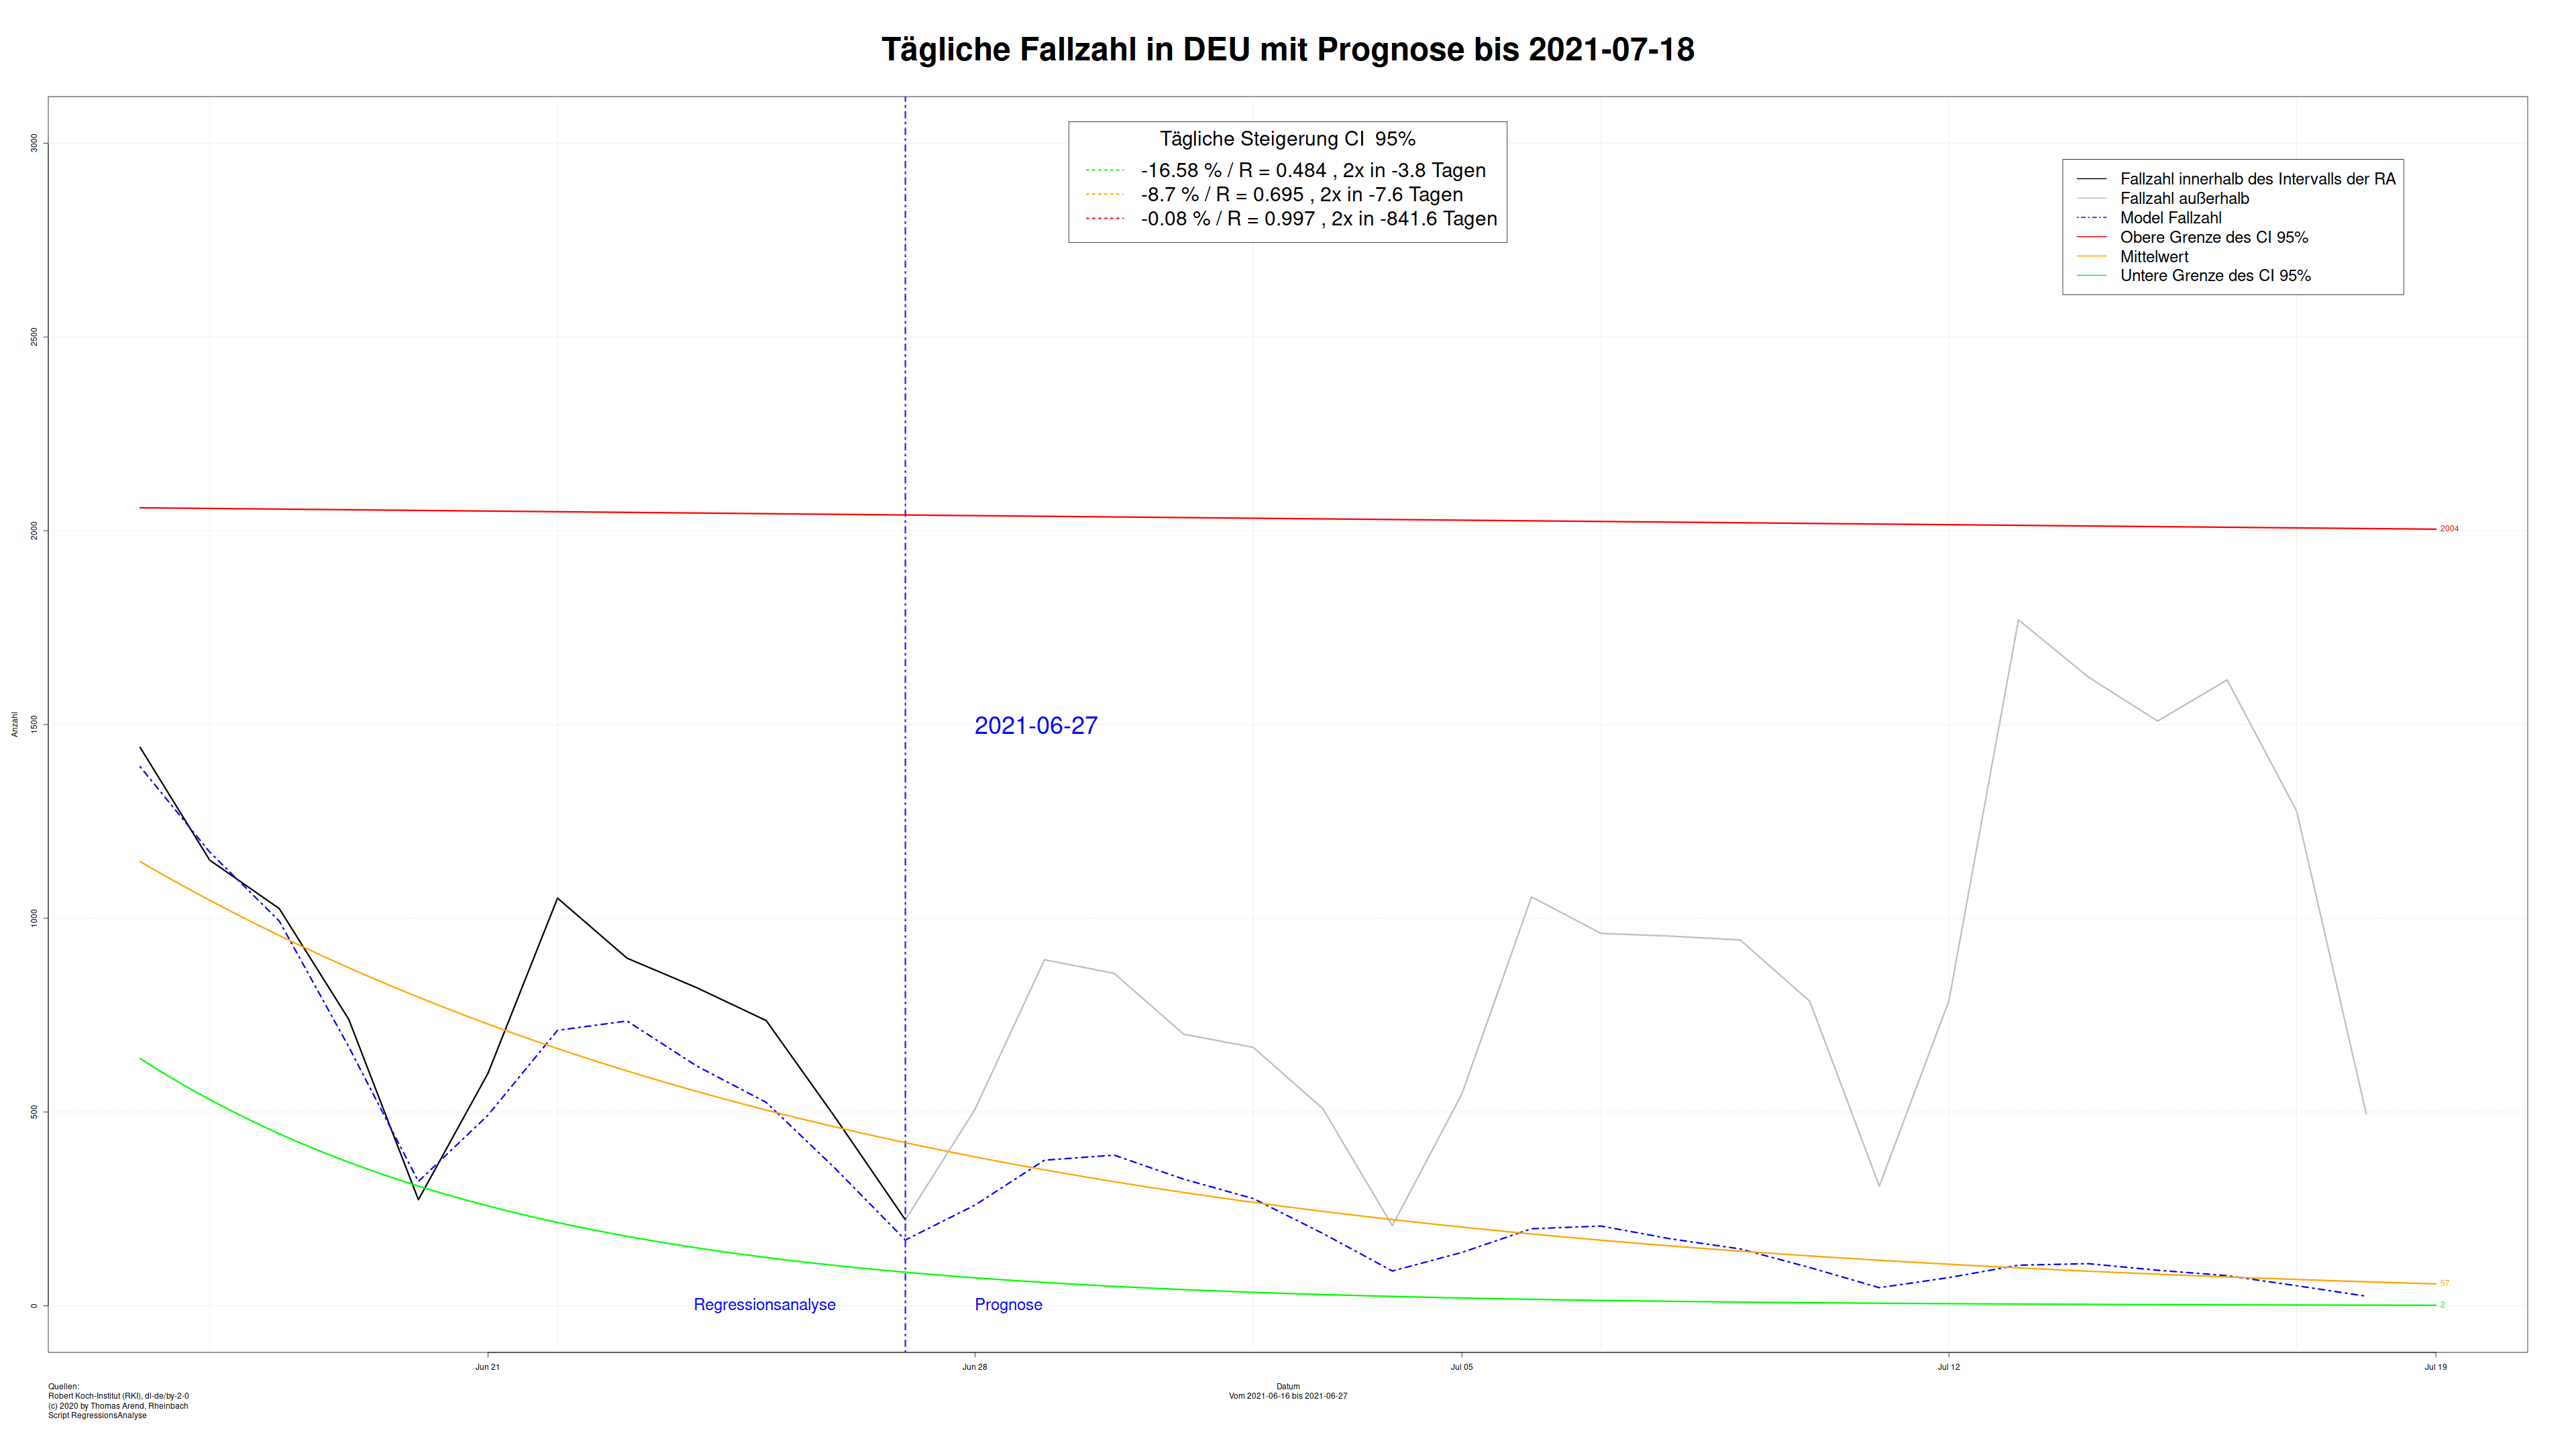 Tägliche Fallzahl in DEU mit Prognose bis 2021-07-18
Tägliche Steigerung CI 95%
-16.58 % / R = 0.484 , 2x in -3.8 Tagen
-8.7 % / R = 0.695 , 2x in -7.6 Tagen
-0.08 % / R = 0.997 , 2x in -841.6 Tagen
Fallzahl innerhalb des Intervalls der RA
Fallzahl außerhalb
Model Fallzahl
Obere Grenze des CI 95%
Mittelwert
Untere Grenze des CI 95%
3000
2500
2000
1500
1000
500
0
Anzahl
2004
2021-06-27
57
2
Regressionsanalyse
Prognose
Jun 21
Jun 28
Jul 05
Jul 12
Jul 19
Datum
Vom 2021-06-16 bis 2021-06-27
Quellen:
Robert Koch-Institut (RKI), dl-de/by-2-0
(c) 2020 by Thomas Arend, Rheinbach
Script RegressionsAnalyse